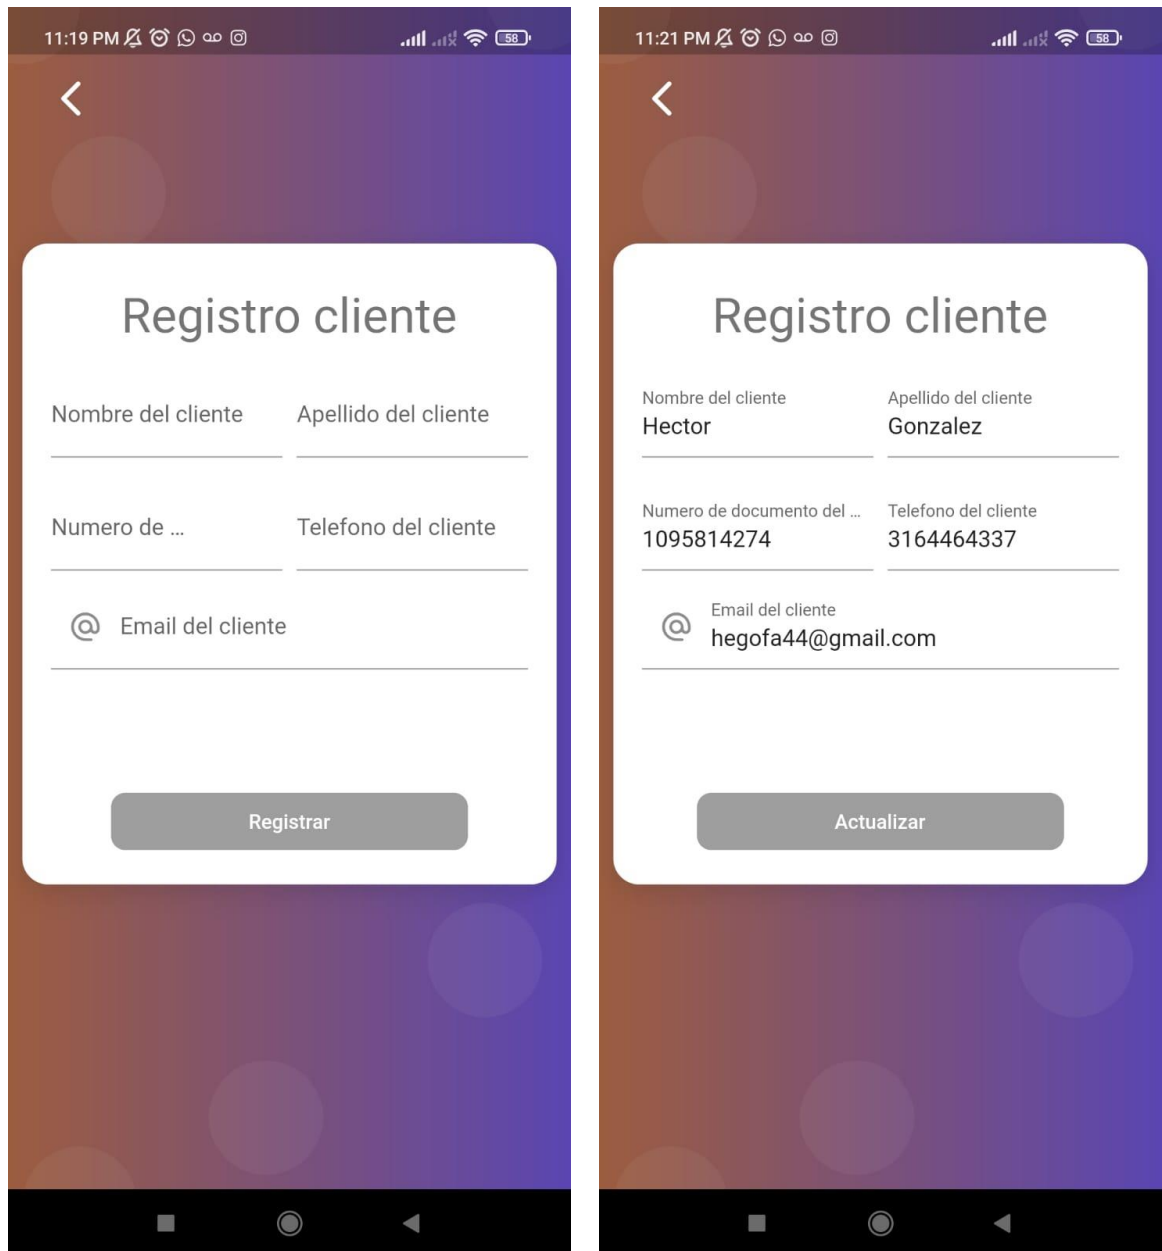 11:19 PM
58
Registro cliente
Nombre del cliente
Apellido del cliente
Numero de ...
Telefono del cliente
@ Email del cliente
Registrar
11:21 PM
58
Registro cliente
Nombre del cliente
Hector
Apellido del cliente
Gonzalez
Numero de documento del ...
1095814274
Telefono del cliente
3164464337
@ Email del cliente
hegofa44@gmail.com
Actualizar